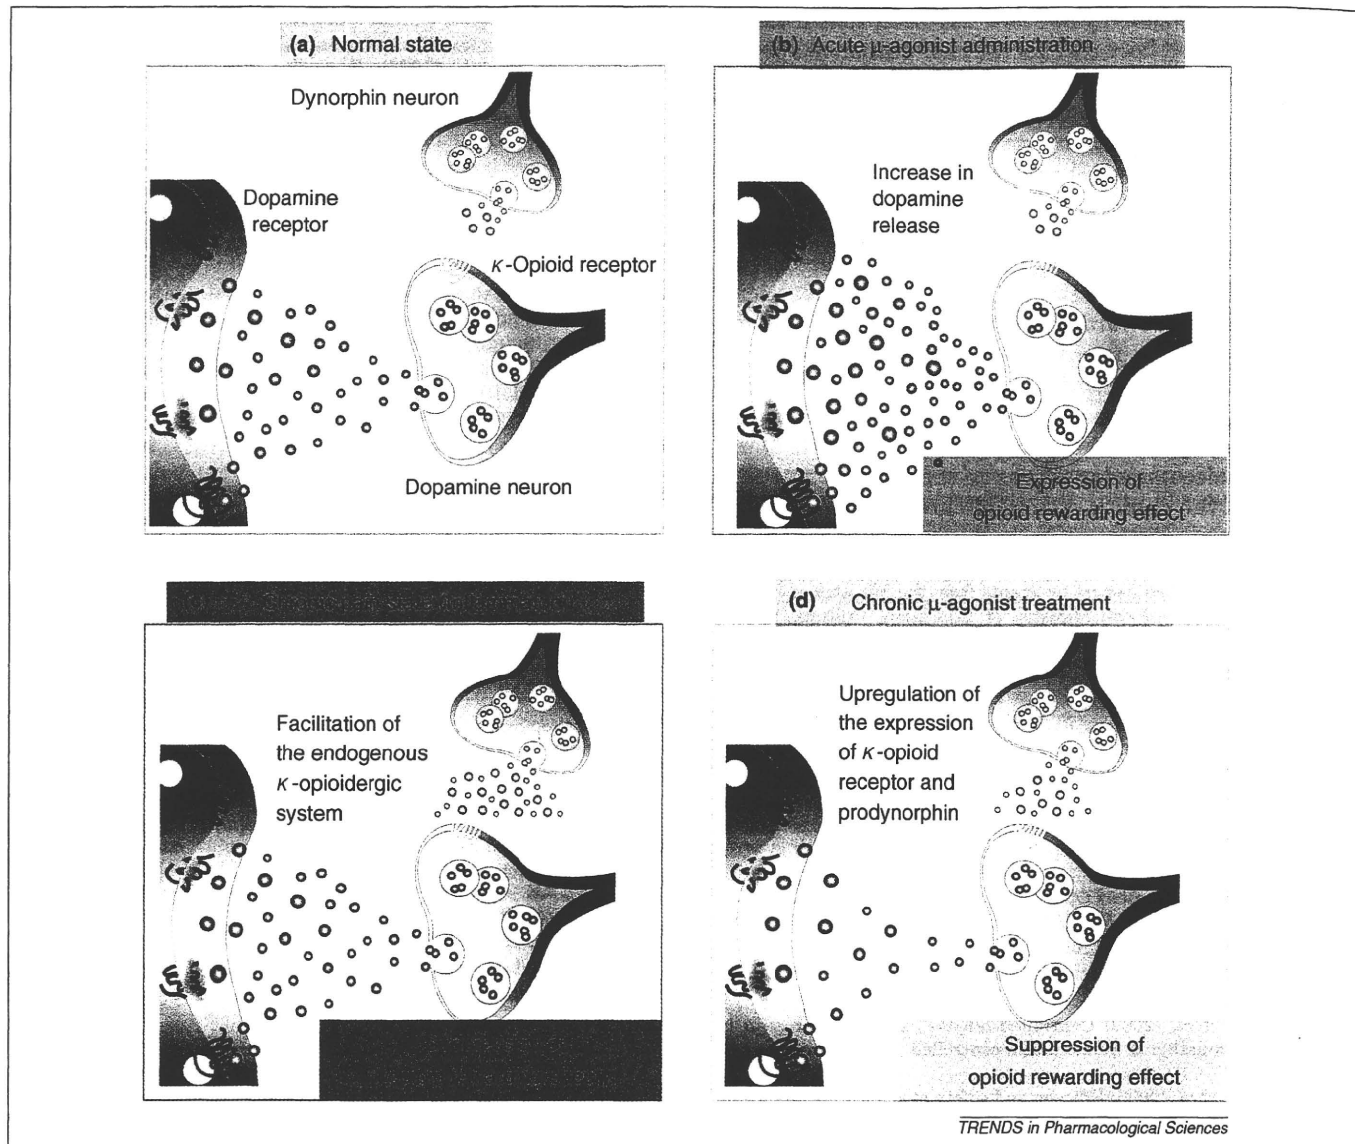 (a) Normal state
Dynorphin neuron
Dopamine
receptor
κ-Opioid receptor
Dopamine neuron
(b) Acute μ-agonist administration
Increase in
dopamine
release
Expression of
opioid rewarding effect
Facilitation of
the endogenous
κ-opioidergic
system
(d) Chronic μ-agonist treatment
Upregulation of
the expression
of κ-opioid
receptor and
prodynorphin
Suppression of
opioid rewarding effect
TRENDS in Pharmacological Sciences